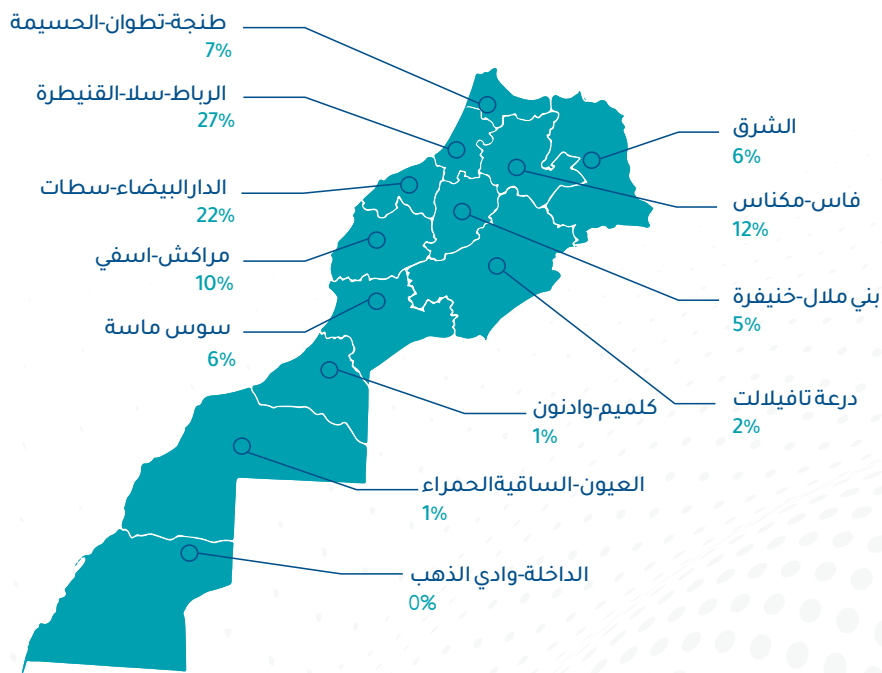 طنجة-تطوان-الحسيمة
7%
الرباط-سلا-القنيطرة
27%
الدارالبيضاء-سطات
22%
مراكش-اسفي
10%
سوس ماسة
6%
الشرق
6%
فاس-مكناس
12%
بني ملال-خنيفرة
5%
درعة تافيلالت
2%
كلميم-وادنون
1%
العيون-الساقية الحمراء
1%
الداخلة-وادي الذهب
0%